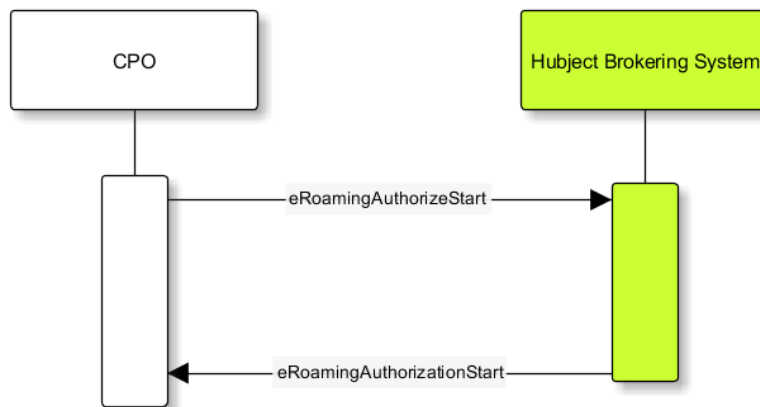 CPO
Hubject Brokering System
eRoamingAuthorizeStart
eRoamingAuthorizationStart